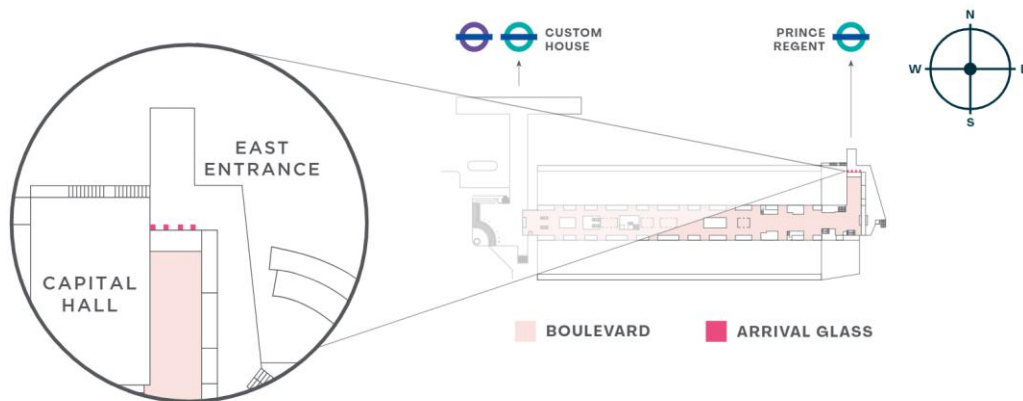 CUSTOM
HOUSE
PRINCE
REGENT
N
W
E
S
EAST
ENTRANCE
CAPITAL
HALL
BOULEVARD
ARRIVAL GLASS